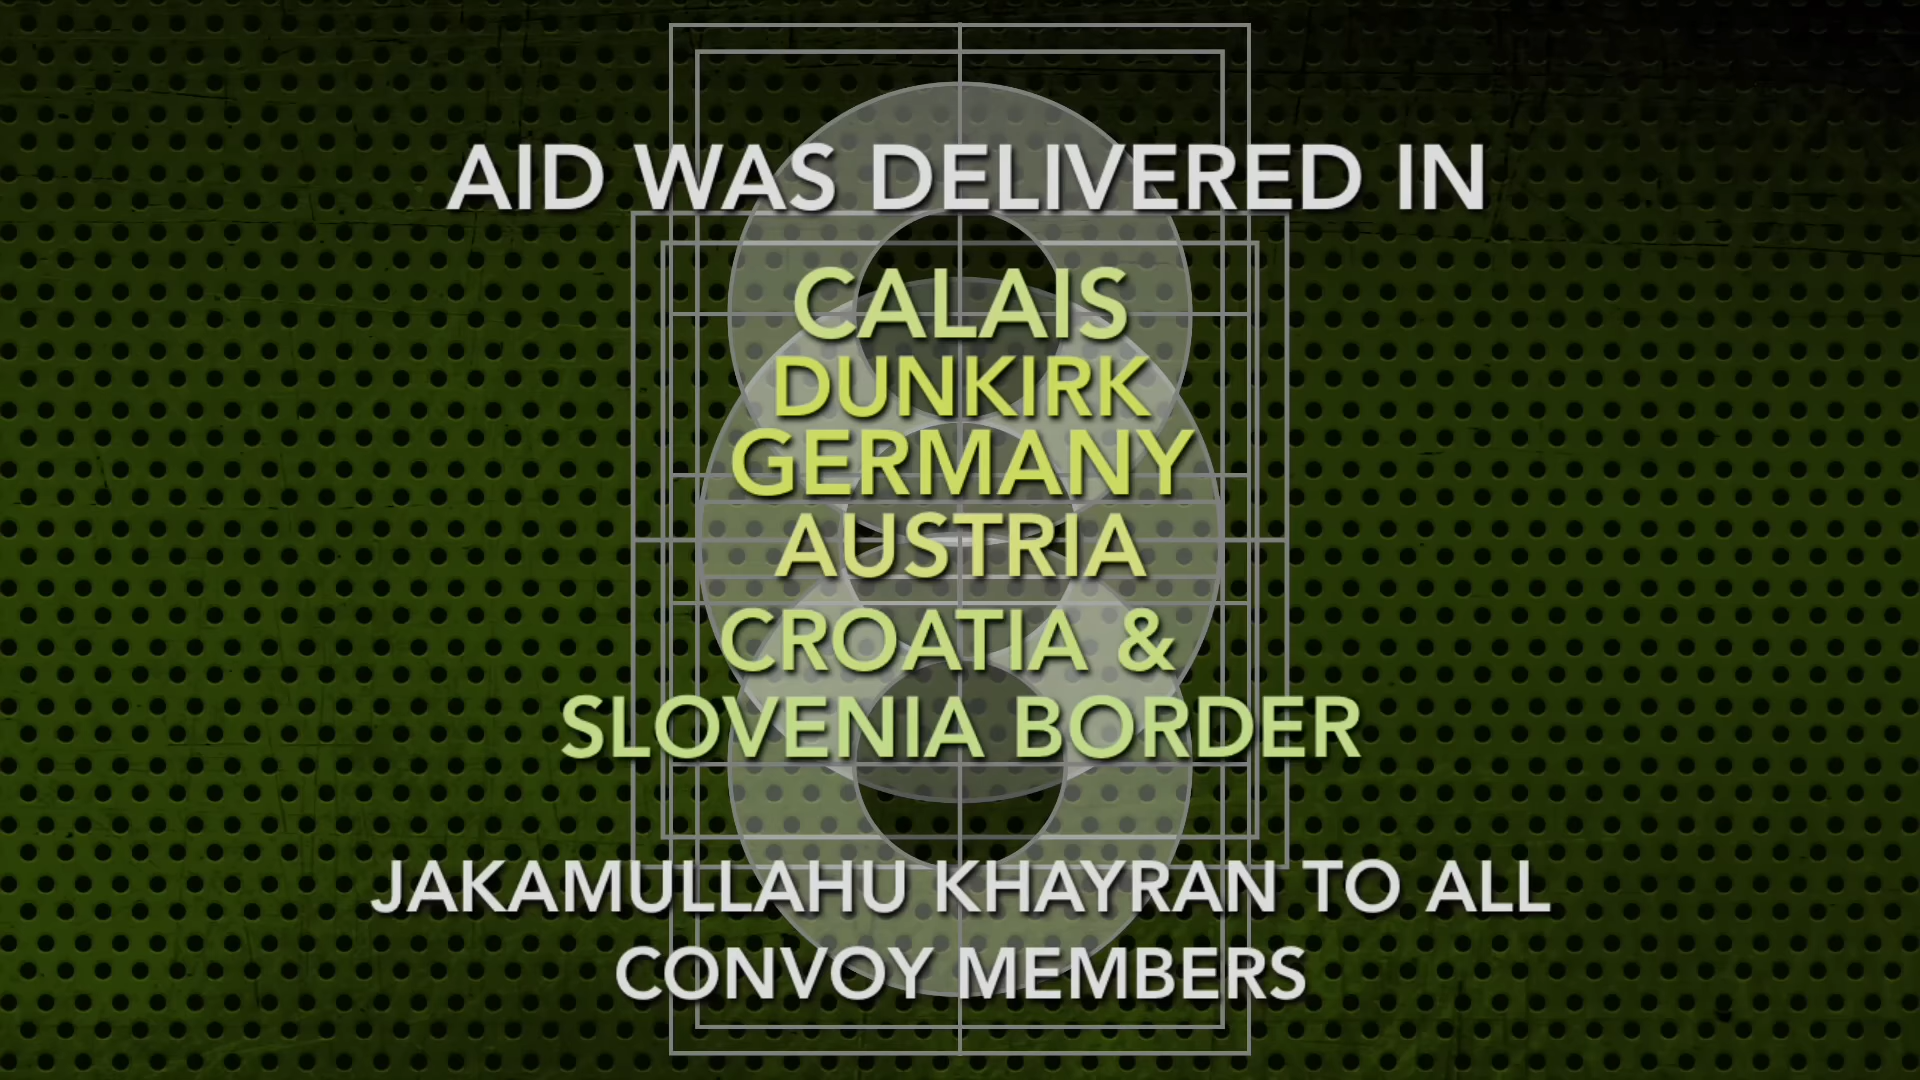 AID WAS DELIVERED IN
CALAIS
DUNKIRK
GERMANY
AUSTRIA
CROATIA &
SLOVENIA BORDER
JAKAMULLAHU KHAYRAN TO ALL
CONVOY MEMBERS